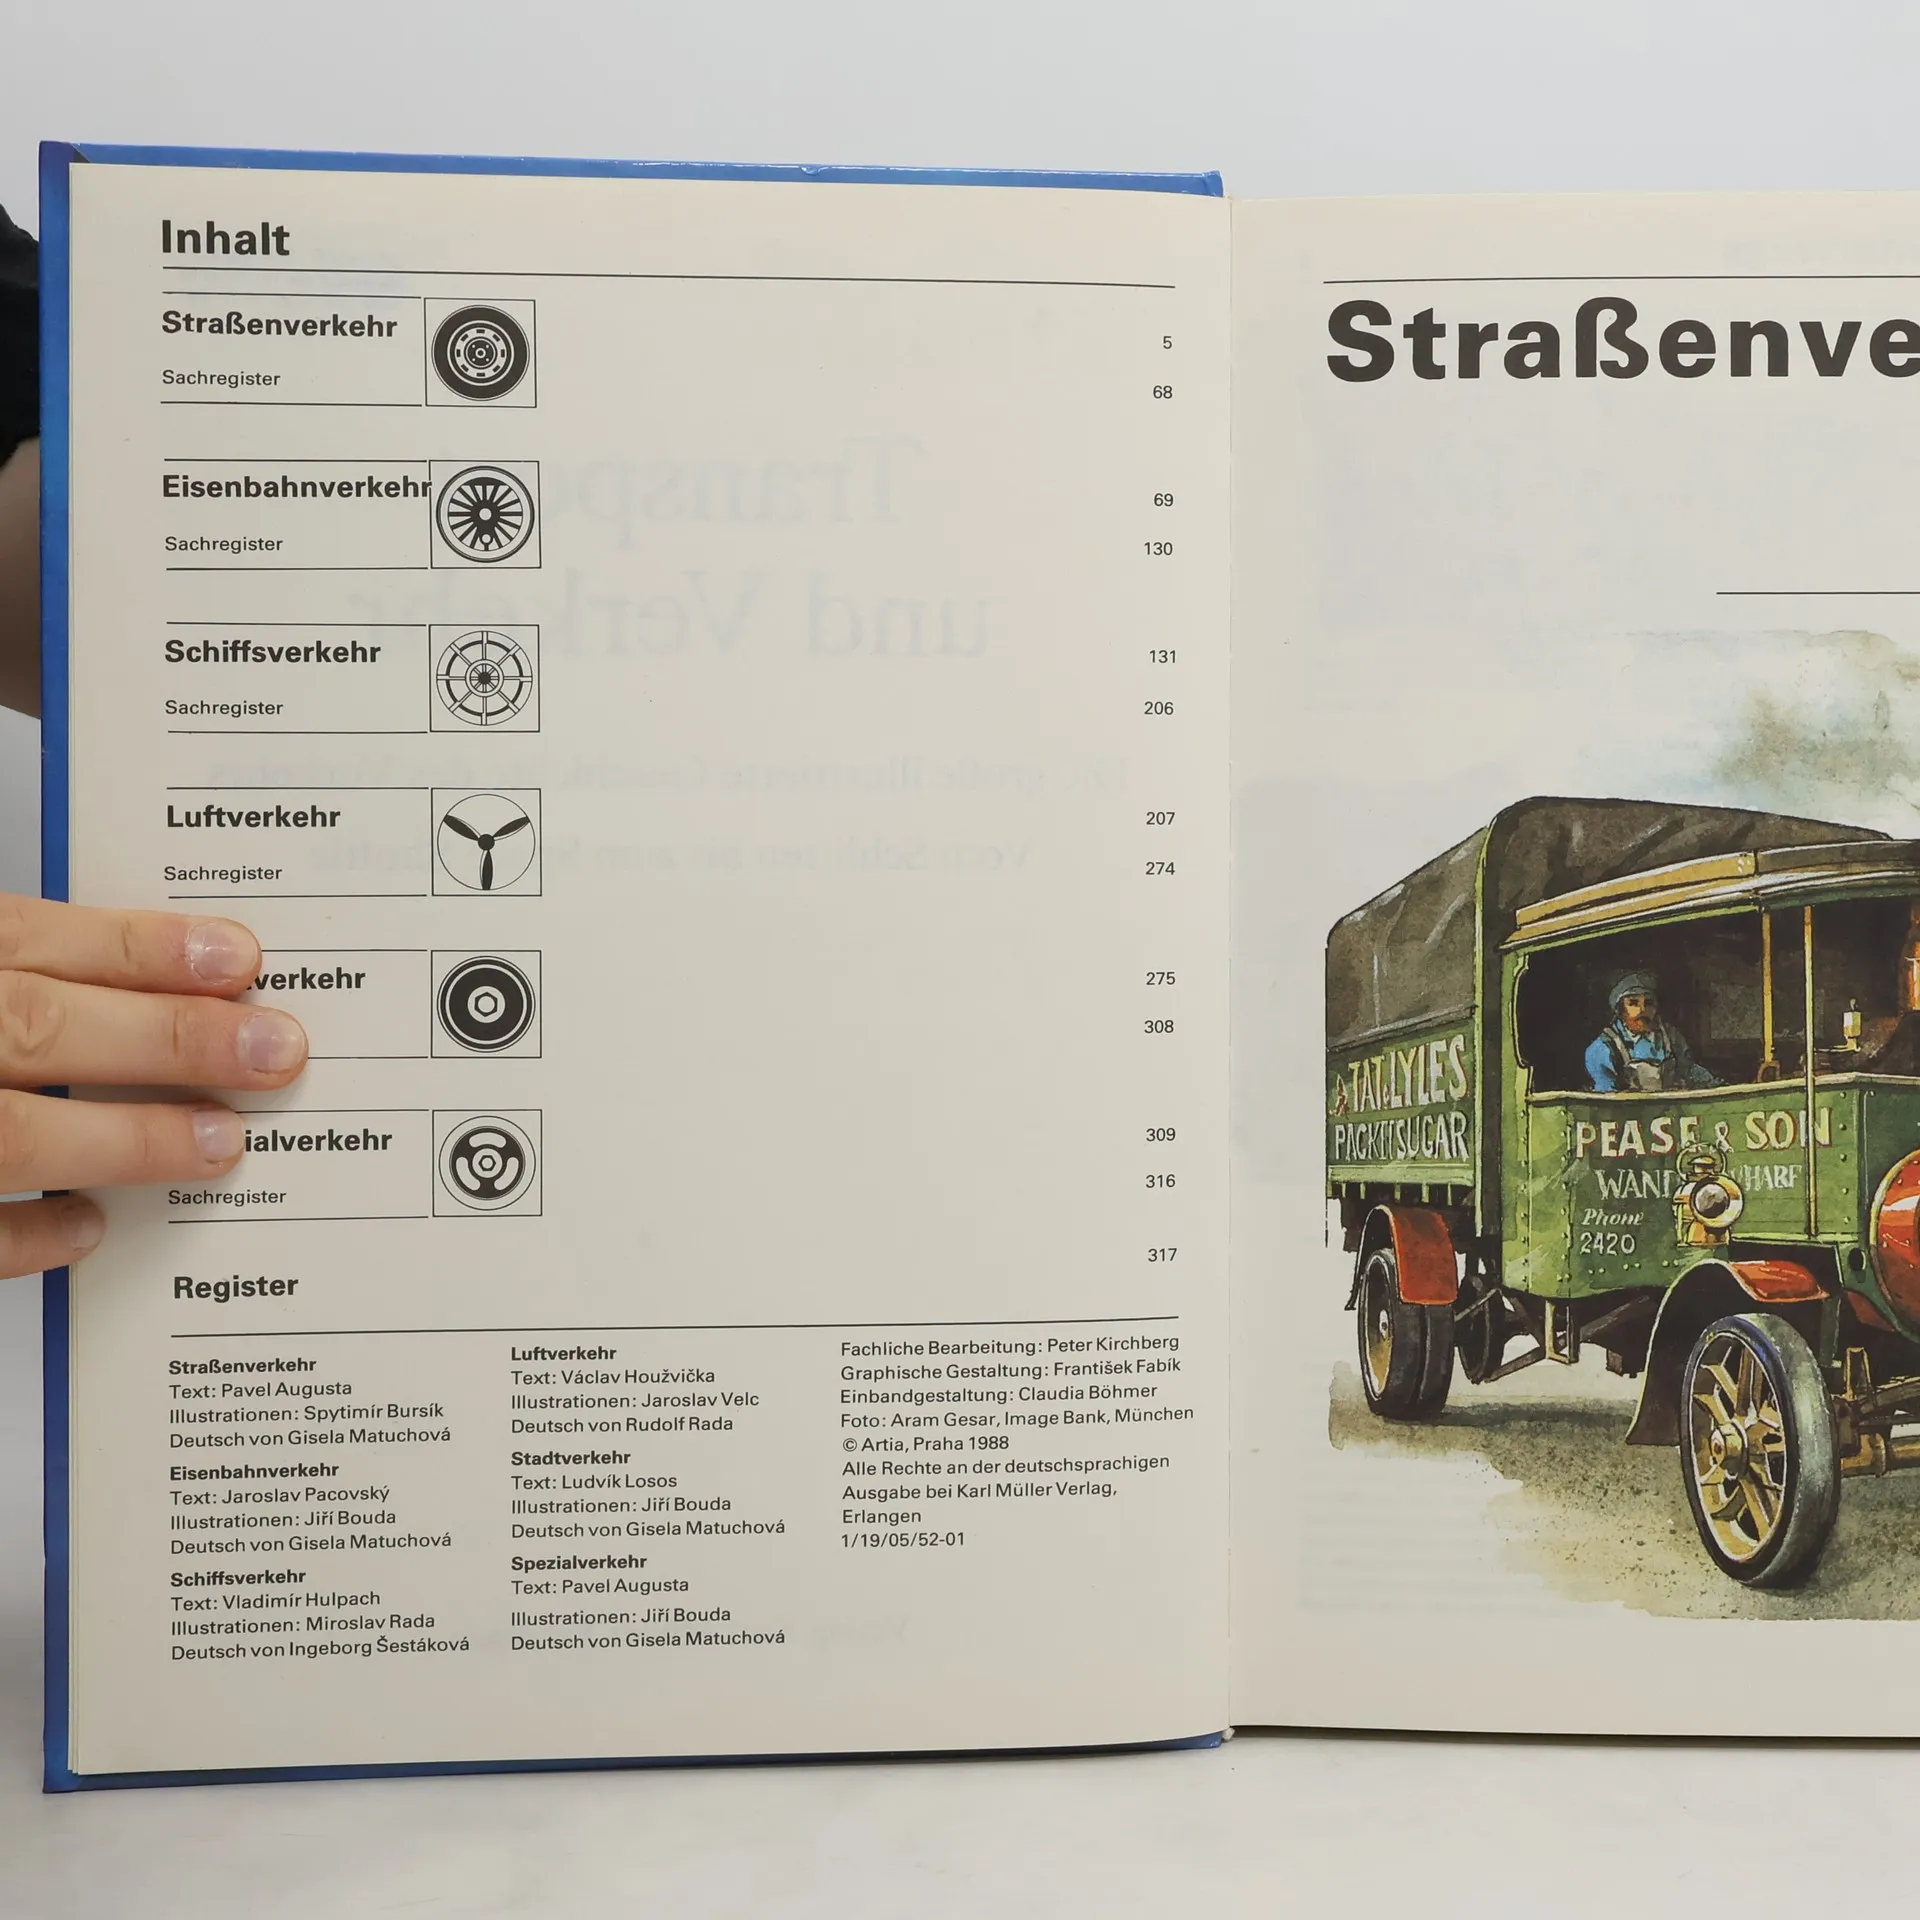 Inhalt
Straßenverkehr 5
Sachregister 68
Eisenbahnverkehr 69
Sachregister 130
Schiffsverkehr 131
Sachregister 206
Luftverkehr 207
Sachregister 274
verkehr 275
308
ialverkehr 309
Sachregister 316
Register 317
Straßenverkehr
Text: Pavel Augusta
Illustrationen: Spytimír Bursík
Deutsch von Gisela Matuchová
Eisenbahnverkehr
Text: Jaroslav Pacovský
Illustrationen: Jiří Bouda
Deutsch von Gisela Matuchová
Schiffsverkehr
Text: Vladimír Hulpach
Illustrationen: Miroslav Rada
Deutsch von Ingeborg Šestáková
Luftverkehr
Text: Václav Houžvička
Illustrationen: Jaroslav Velc
Deutsch von Rudolf Rada
Stadtverkehr
Text: Ludvík Losos
Illustrationen: Jiří Bouda
Deutsch von Gisela Matuchová
Spezialverkehr
Text: Pavel Augusta
Illustrationen: Jiří Bouda
Deutsch von Gisela Matuchová
Fachliche Bearbeitung: Peter Kirchberg
Graphische Gestaltung: František Fabík
Einbandgestaltung: Claudia Böhmer
Foto: Aram Gesar, Image Bank, München
© Artia, Praha 1988
Alle Rechte an der deutschsprachigen
Ausgabe bei Karl Müller Verlag,
Erlangen
1/19/05/52-01
Straßenve
TAT.LYLES
SUGAR
PEASE & SON
WAN WHARF
Phone
2420